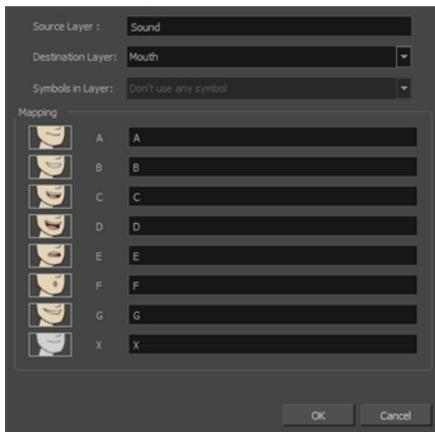 Source Layer : Sound
Destination Layer: Mouth
Symbols in Layer: Don't use any symbol
Mapping
A A
B B
C C
D D
E E
F F
G G
X X
OK Cancel